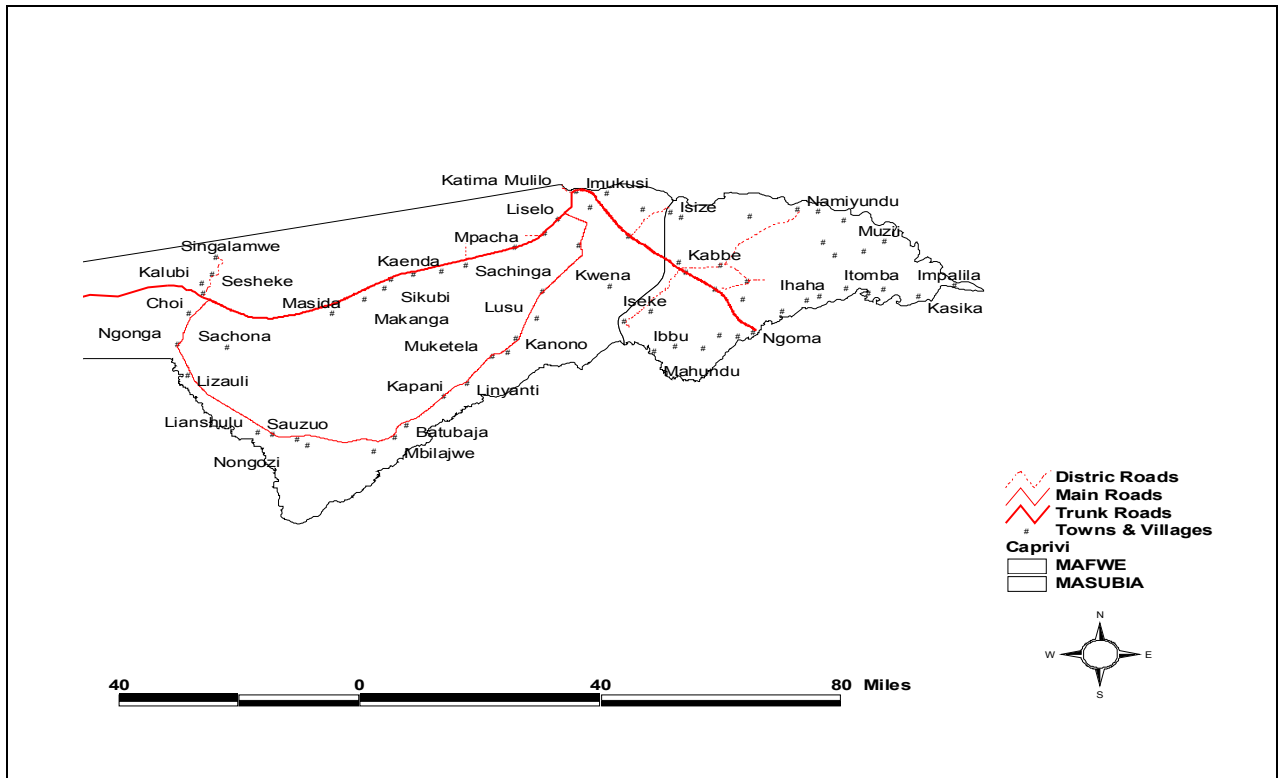 Katima Mulilo
Imukusi
Liselo
Isize
Namiyundu
Mpacha
Muzu
Singalamwe
Kabbe
Kaenda
Kalubi
Sesheke
Sachinga
Kwena
Itomba
Impalila
Choi
Masida
Sikubi
Lusu
Iseke
Ihaha
Kasika
Makanga
Ngonga
Sachona
Muketela
Kanono
Ibbu
Ngoma
Mahundu
Lizauli
Kapani
Linyanti
Lianshulu
Sauzuo
Batubaja
Nongozi
Mbilajwe
Distric Roads
Main Roads
Trunk Roads
# Towns & Villages
Caprivi
MAFWE
MASUBIA
N
W E
S
40 0 40 80 Miles